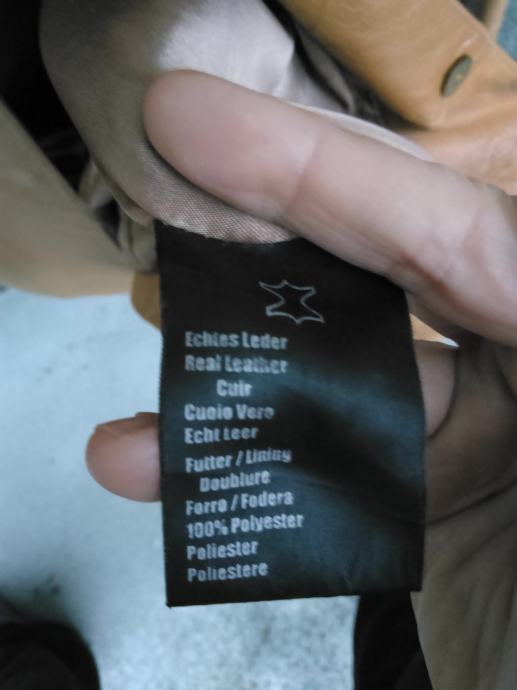 Echtes Leder
Real Leather
Cuir
Cuoio Vero
Echt Leer
Futter / Lining
Doublure
Forro / Fodera
100% Polyester
Poliester
Poliestere